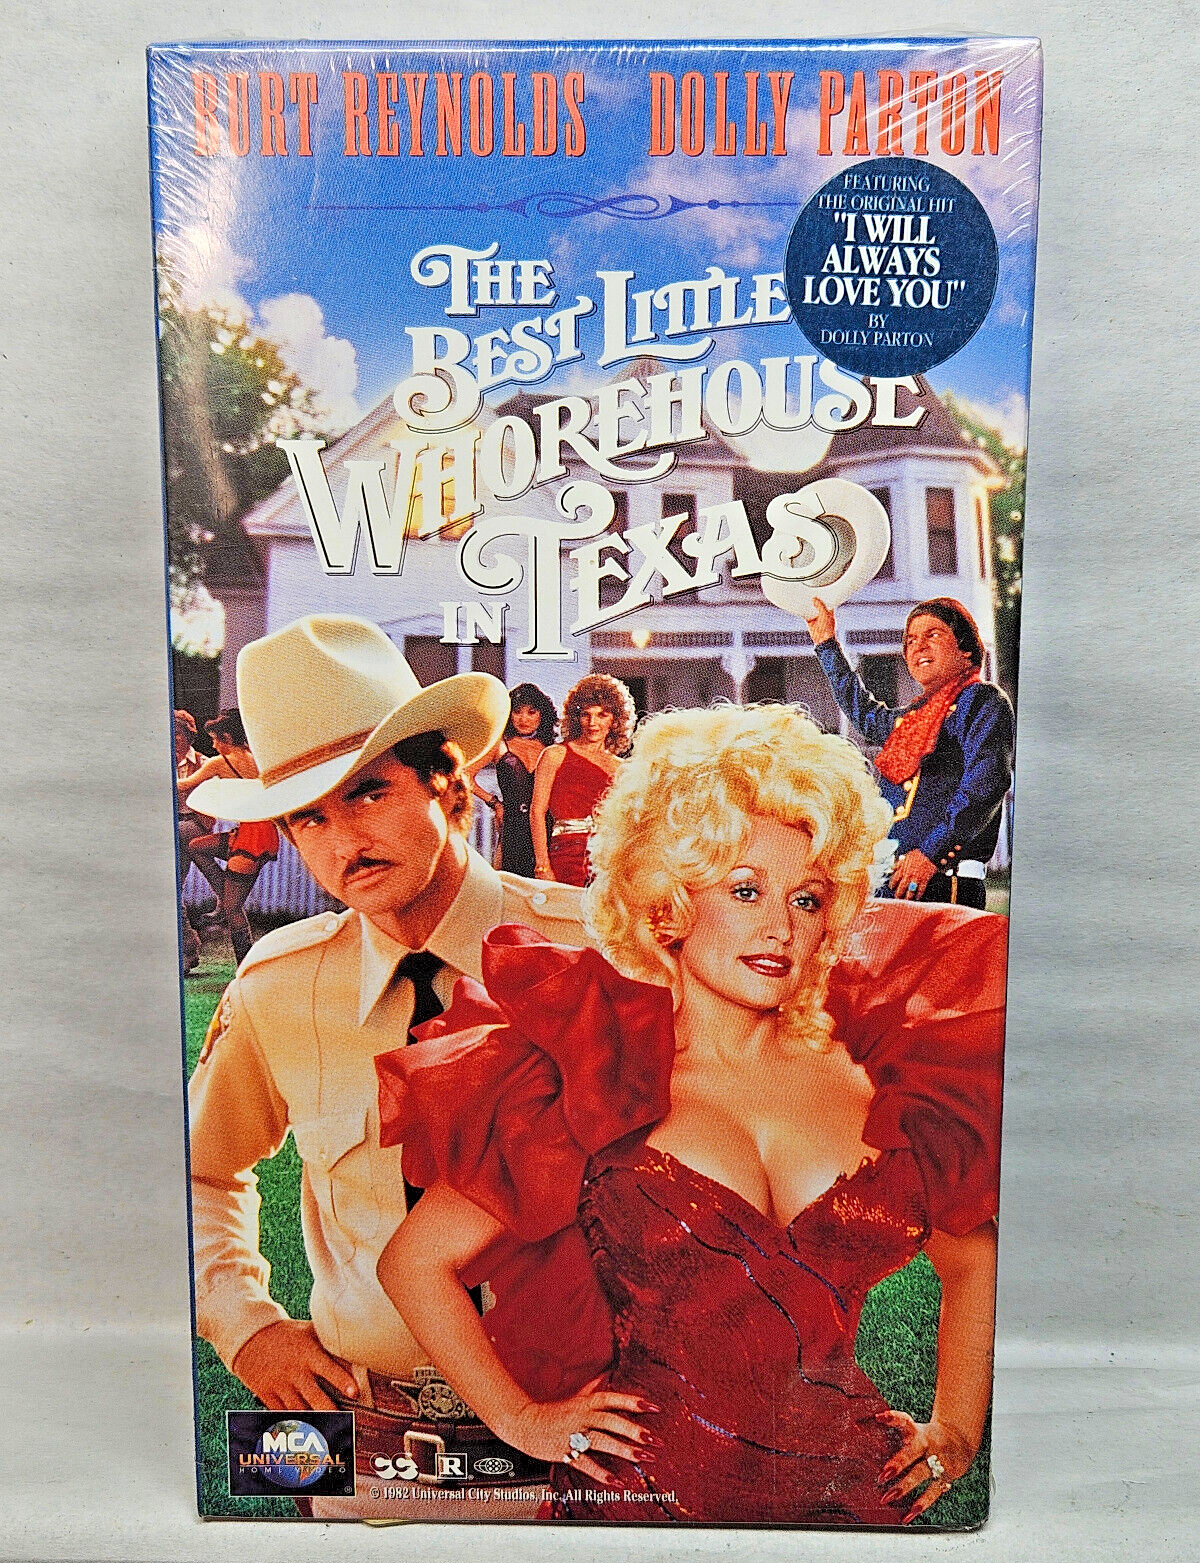 BURT REYNOLDS DOLLY PARTON
FEATURING
THE ORIGINAL HIT
"I WILL
ALWAYS
LOVE YOU"
BY
DOLLY PARTON
THE
BEST LITTLE
WHOREHOUSE
IN TEXAS
MCA
UNIVERSAL
HOME VIDEO
CC R
© 1982 Universal City Studios, Inc. All Rights Reserved.